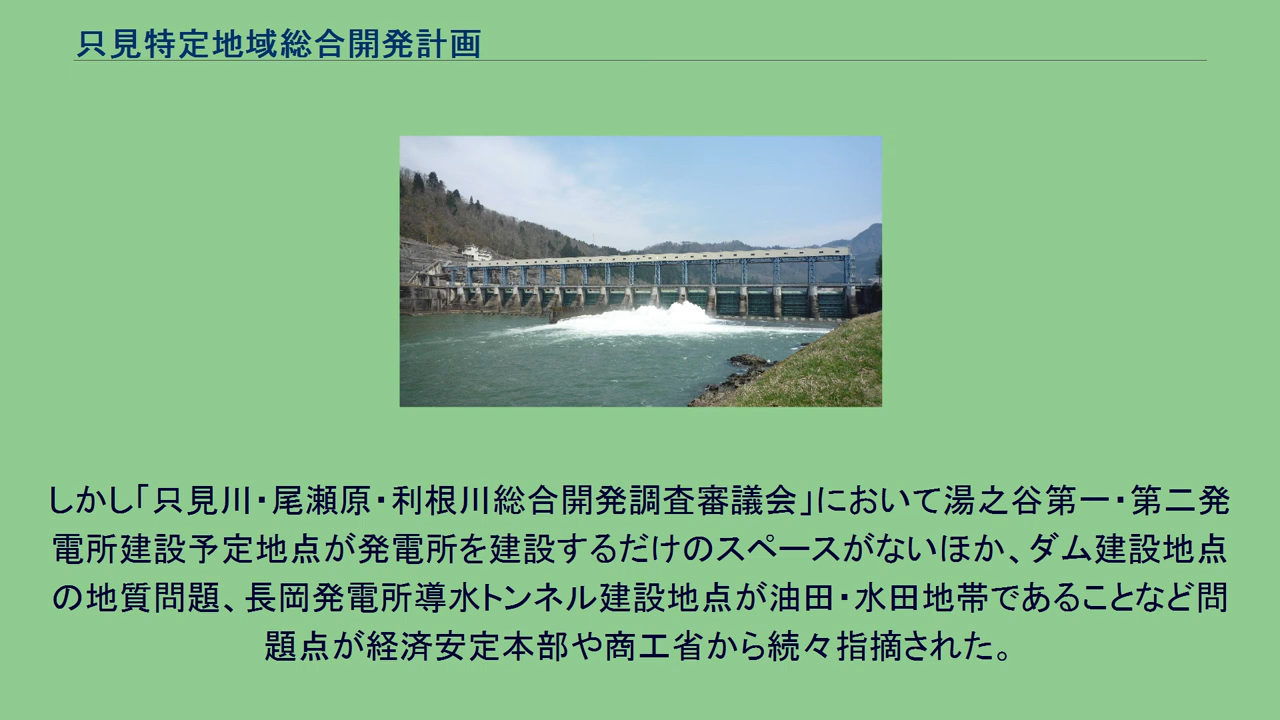 只見特定地域総合開発計画
しかし「只見川・尾瀬原・利根川総合開発調査審議会」において湯之谷第一・第二発
電所建設予定地点が発電所を建設するだけのスペースがないほか、ダム建設地点
の地質問題、長岡発電所導水トンネル建設地点が油田・水田地帯であることなど問
題点が経済安定本部や商工省から続々指摘された。